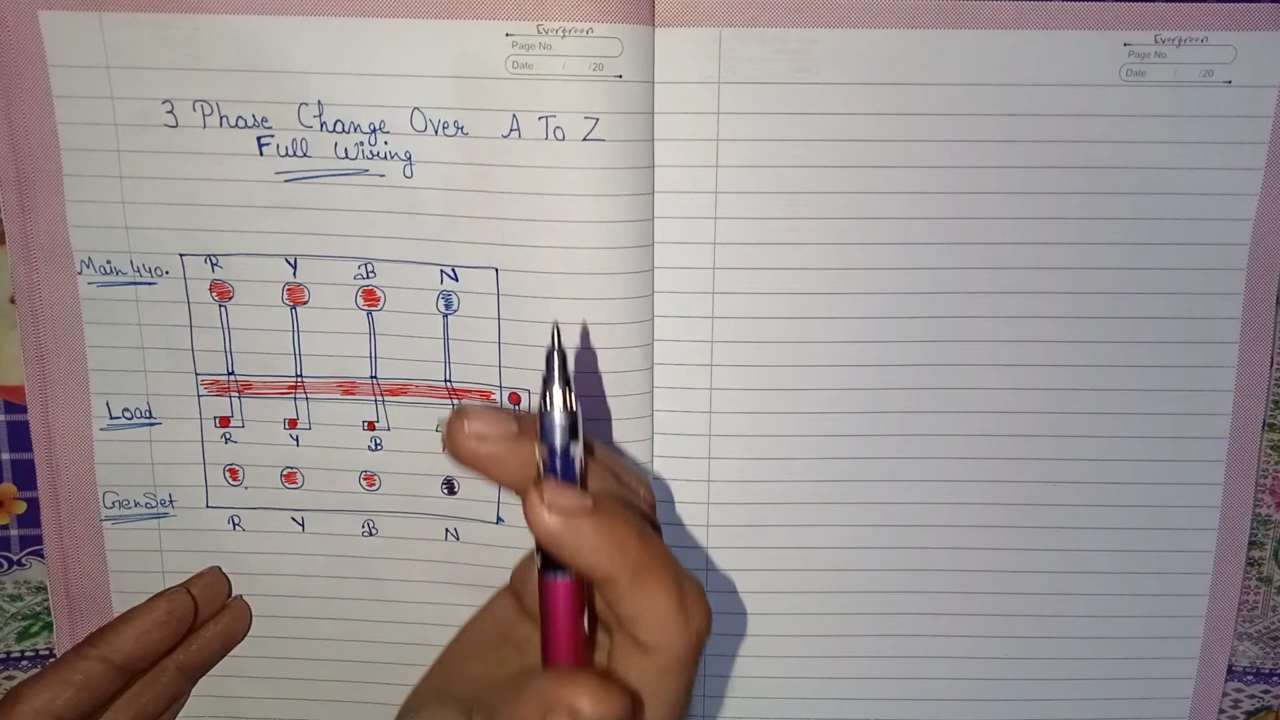 Evergreen
Page No.
Date / /20
Evergreen
Page No.
Date / /20
3 Phase Change Over A To Z
Full Wiring
Main 440.
R Y B N
Load
R Y B
GenSet
R Y B N